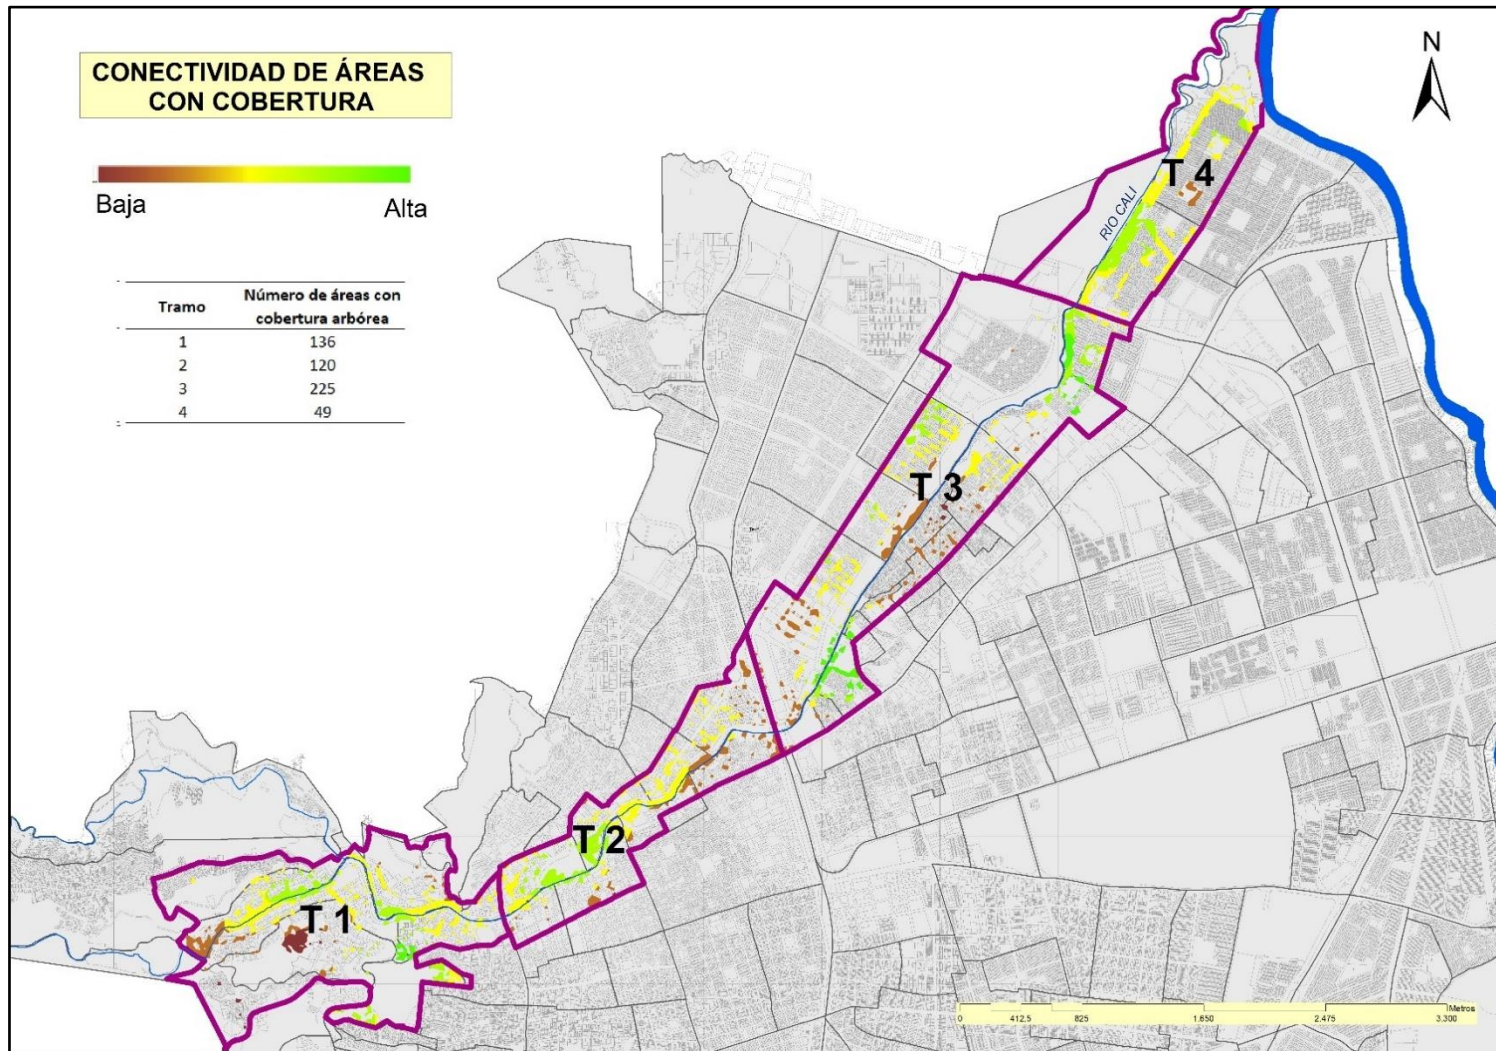 CONECTIVIDAD DE ÁREAS
CON COBERTURA
N
Baja
Alta
Tramo
Número de áreas con
cobertura arbórea
1 136
2 120
3 225
4 49
T 4
RIO CALI
T 3
T 2
T 1
Metros
0 412.5 825 1.650 2.475 3.300